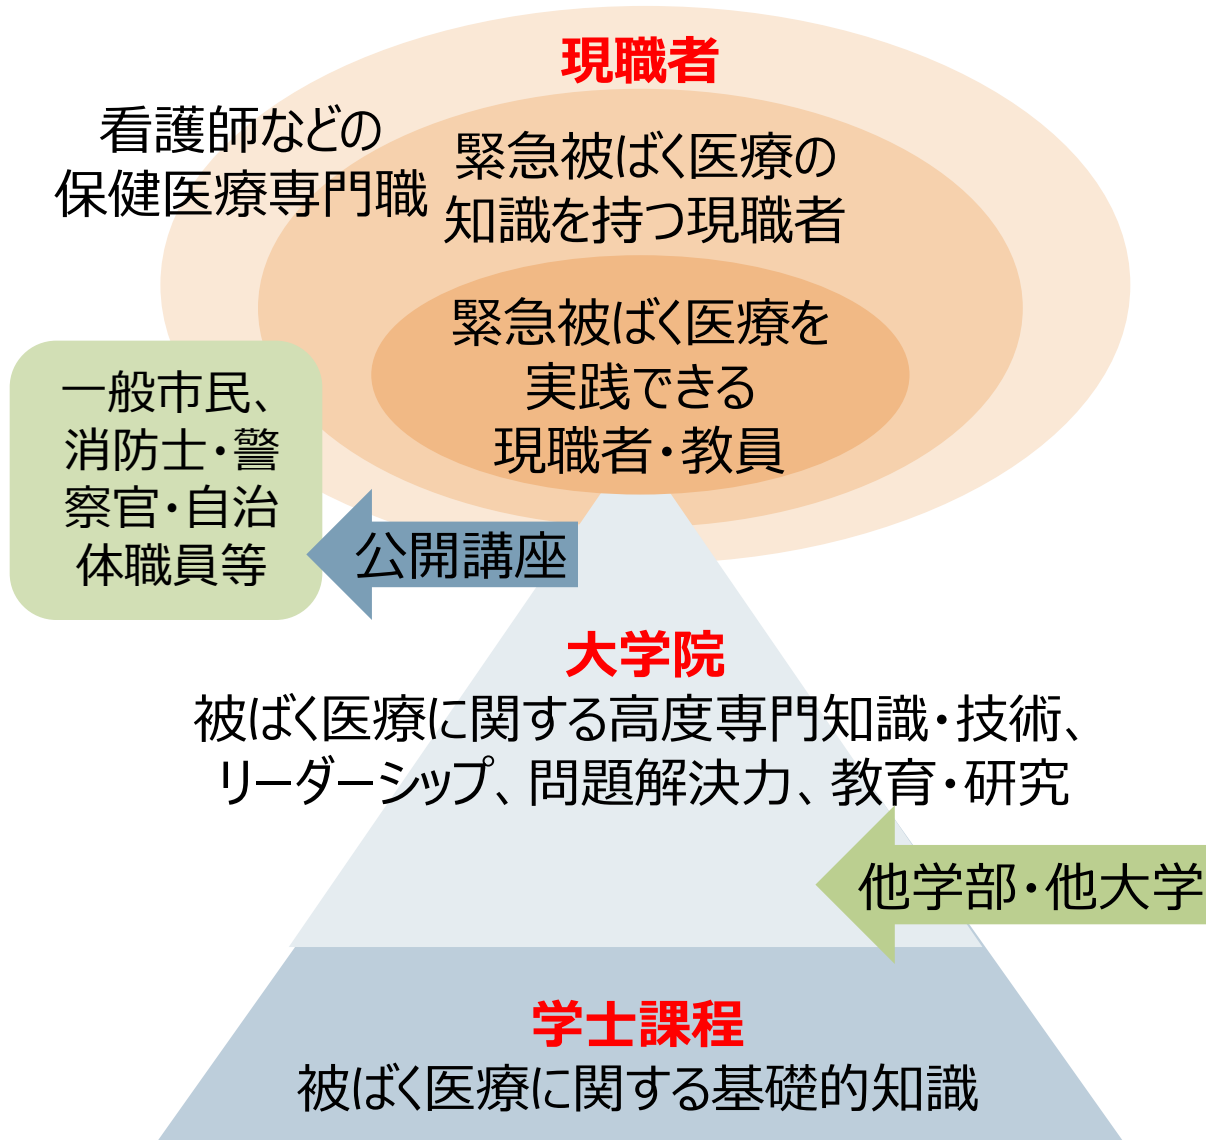 現職者
看護師などの
保健医療専門職
緊急被ばく医療の
知識を持つ現職者
緊急被ばく医療を
実践できる
現職者・教員
一般市民、
消防士・警
察官・自治
体職員等
公開講座
大学院
被ばく医療に関する高度専門知識・技術、
リーダーシップ、問題解決力、教育・研究
他学部・他大学
学士課程
被ばく医療に関する基礎的知識